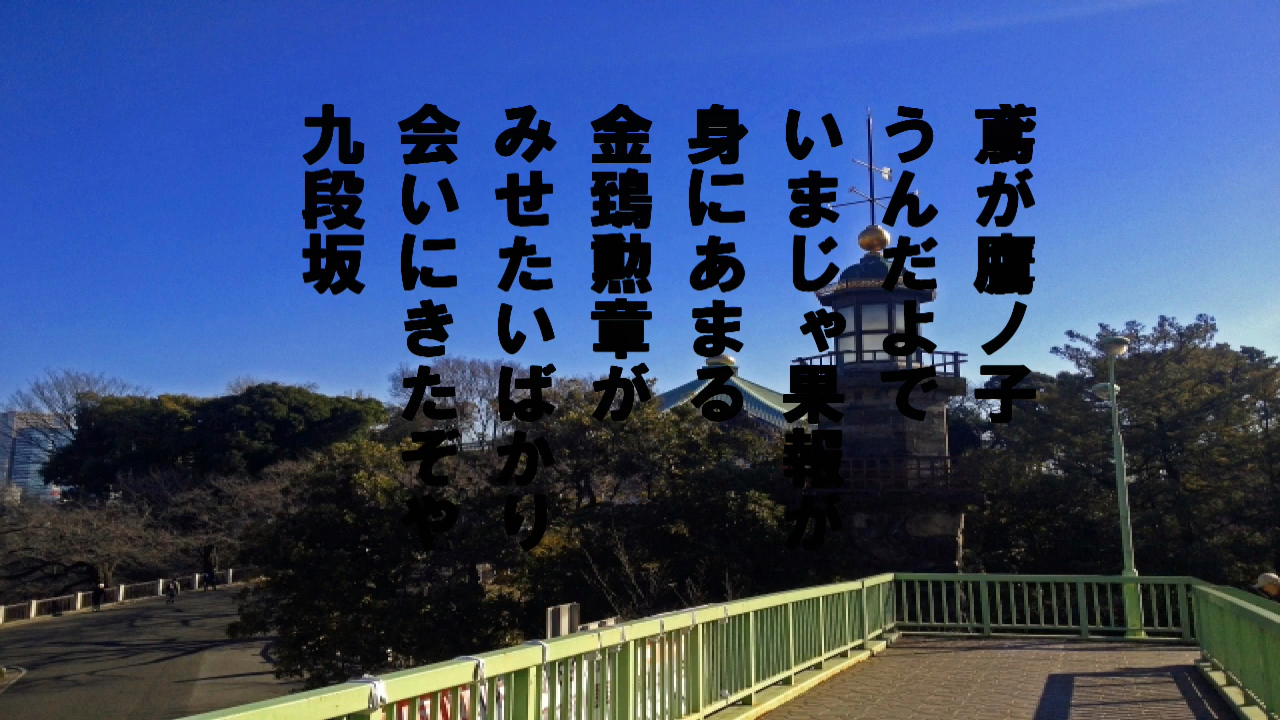 鳶が鷹ノ子
うんだよで
いまじゃ果報が
身にあまる
金鵄勲章が
みせたいばかり
会いにきたぞや
九段坂